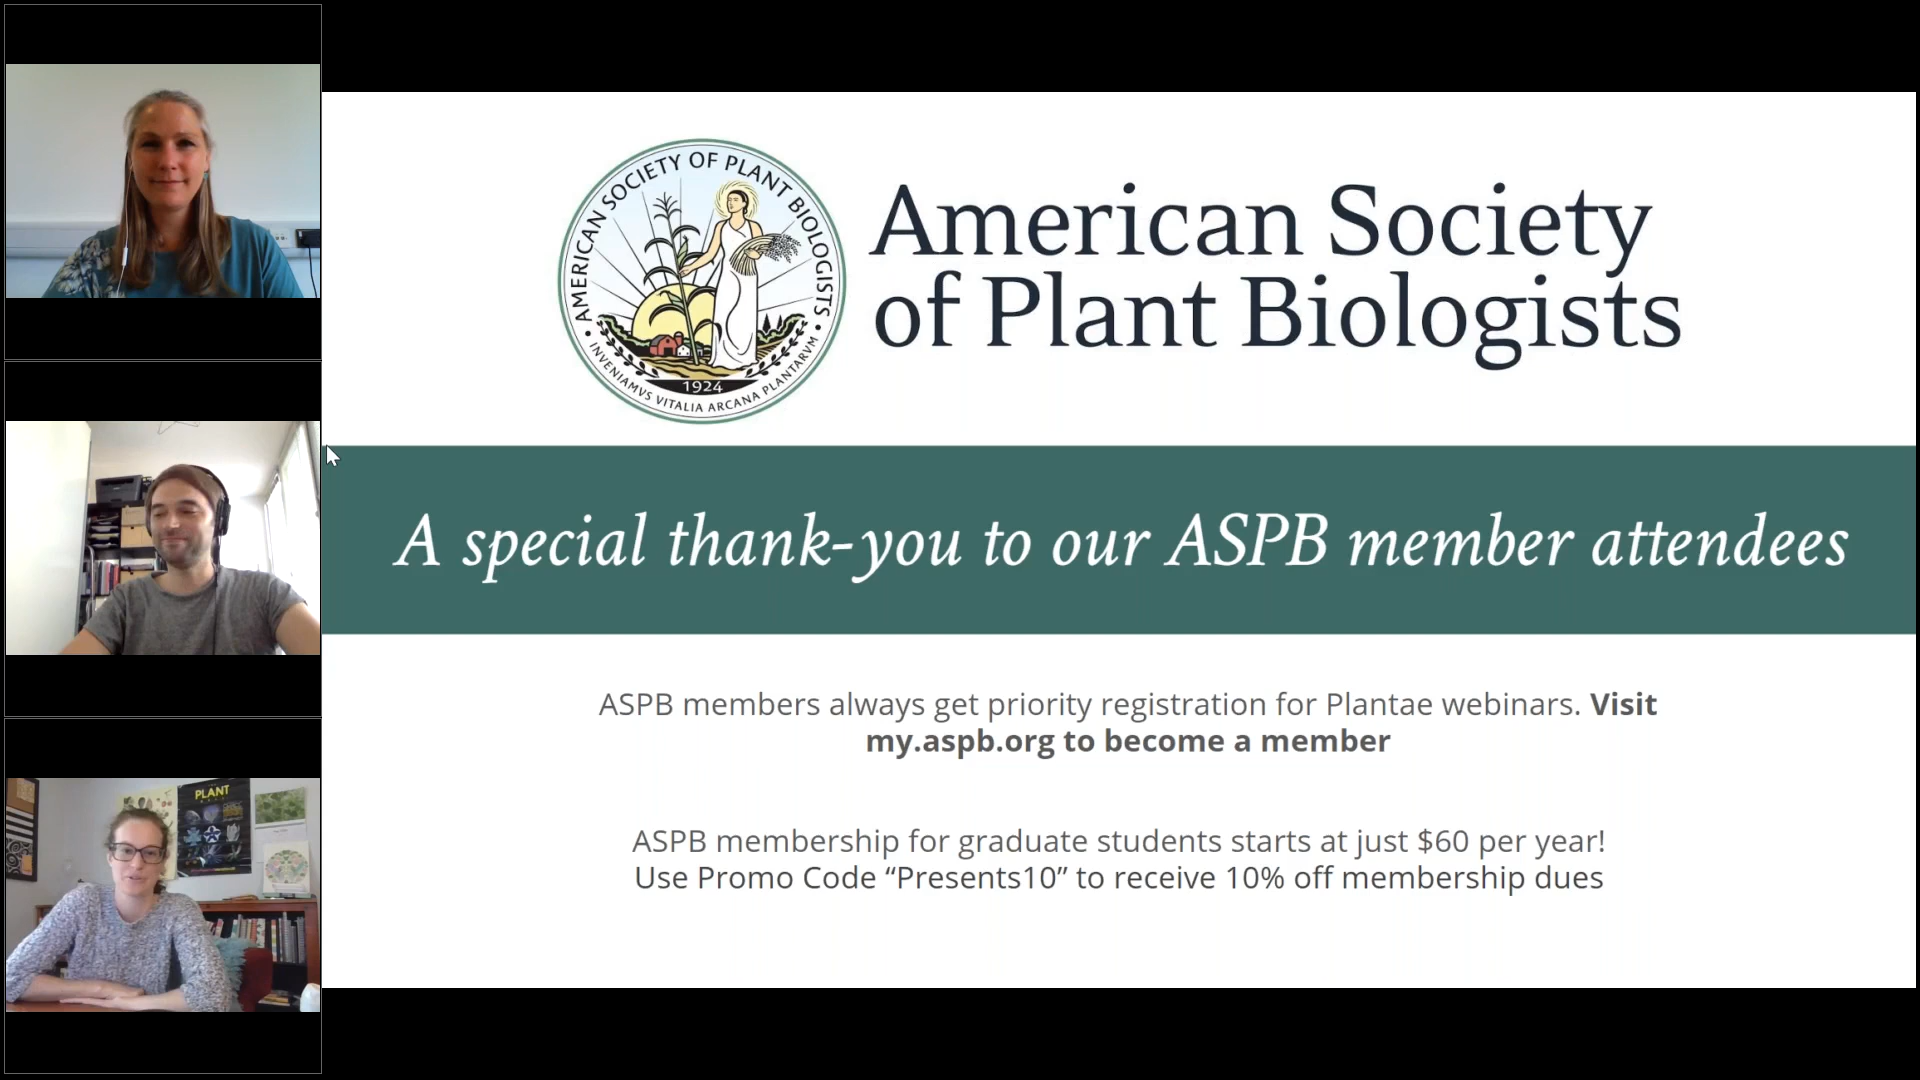 AMERICAN SOCIETY OF PLANT BIOLOGISTS
INVENIAMVS VITALIA ARCANA PLANTARVM
1924
American Society
of Plant Biologists
A special thank-you to our ASPB member attendees
ASPB members always get priority registration for Plantae webinars. Visit
my.aspb.org to become a member
ASPB membership for graduate students starts at just $60 per year!
Use Promo Code “Presents10” to receive 10% off membership dues
PLANT